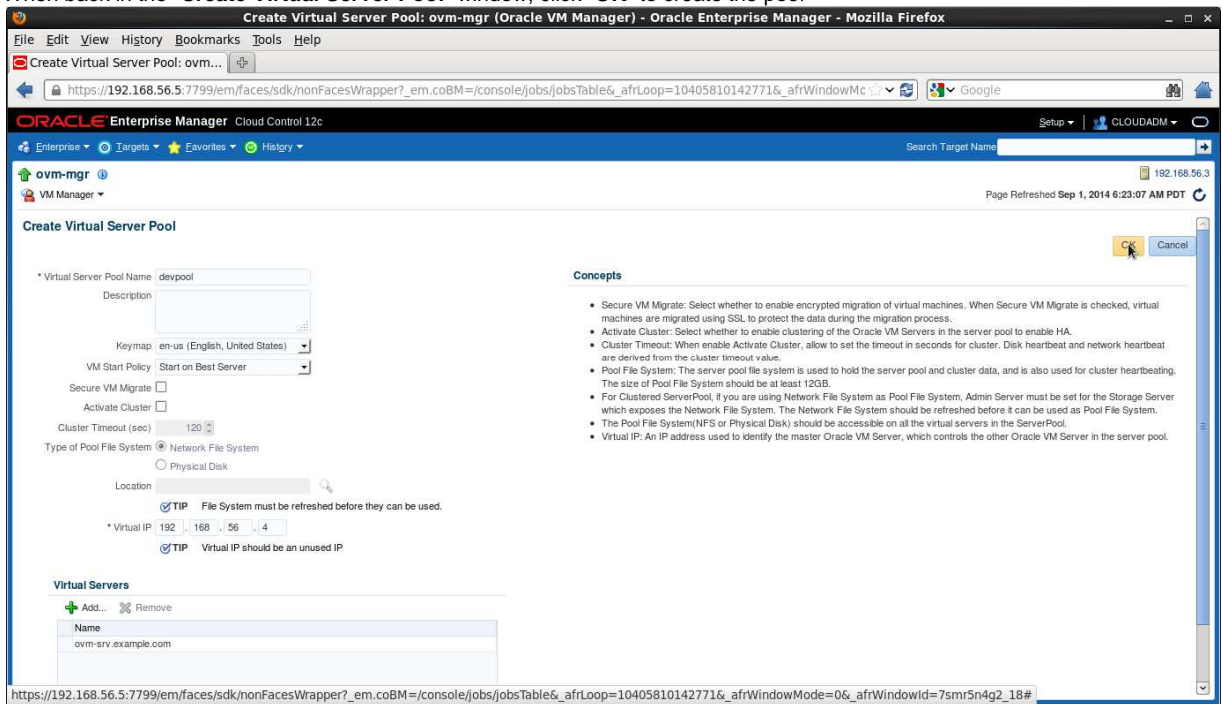 When back in the "Create Virtual Server Pool" window, click "OK" to create the pool
Create Virtual Server Pool: ovm-mgr (Oracle VM Manager) - Oracle Enterprise Manager - Mozilla Firefox
File Edit View History Bookmarks Tools Help
Create Virtual Server Pool: ovm...
https://192.168.56.5:7799/em/faces/sdk/nonFacesWrapper?_em.coBM=/console/jobs/jobsTable&_afrLoop=10405810142771&_afrWindowMc Google
ORACLE Enterprise Manager Cloud Control 12c Setup CLOUDADM
Enterprise Targets Favorites History Search Target Name
ovm-mgr 192.168.56.3
VM Manager Page Refreshed Sep 1, 2014 6:23:07 AM PDT
Create Virtual Server Pool
OK Cancel
* Virtual Server Pool Name devpool
Description
Keymap en-us (English, United States)
VM Start Policy Start on Best Server
Secure VM Migrate
Activate Cluster
Cluster Timeout (sec) 120
Type of Pool File System Network File System
Physical Disk
Location
TIP File System must be refreshed before they can be used.
* Virtual IP 192 . 168 . 56 . 4
TIP Virtual IP should be an unused IP
Concepts
• Secure VM Migrate: Select whether to enable encrypted migration of virtual machines. When Secure VM Migrate is checked, virtual
machines are migrated using SSL to protect the data during the migration process.
• Activate Cluster: Select whether to enable clustering of the Oracle VM Servers in the server pool to enable HA.
• Cluster Timeout: When enable Activate Cluster, allow to set the timeout in seconds for cluster. Disk heartbeat and network heartbeat
are derived from the cluster timeout value.
• Pool File System: The server pool file system is used to hold the server pool and cluster data, and is also used for cluster heartbeating.
The size of Pool File System should be at least 12GB.
• For Clustered ServerPool, if you are using Network File System as Pool File System, Admin Server must be set for the Storage Server
which exposes the Network File System. The Network File System should be refreshed before it can be used as Pool File System.
• The Pool File System(NFS or Physical Disk) should be accessible on all the virtual servers in the ServerPool.
• Virtual IP: An IP address used to identify the master Oracle VM Server, which controls the other Oracle VM Server in the server pool.
Virtual Servers
Add... Remove
Name
ovm-srv.example.com
https://192.168.56.5:7799/em/faces/sdk/nonFacesWrapper?_em.coBM=/console/jobs/jobsTable&_afrLoop=10405810142771&_afrWindowMode=0&_afrWindowId=7smr5n4g2_18#